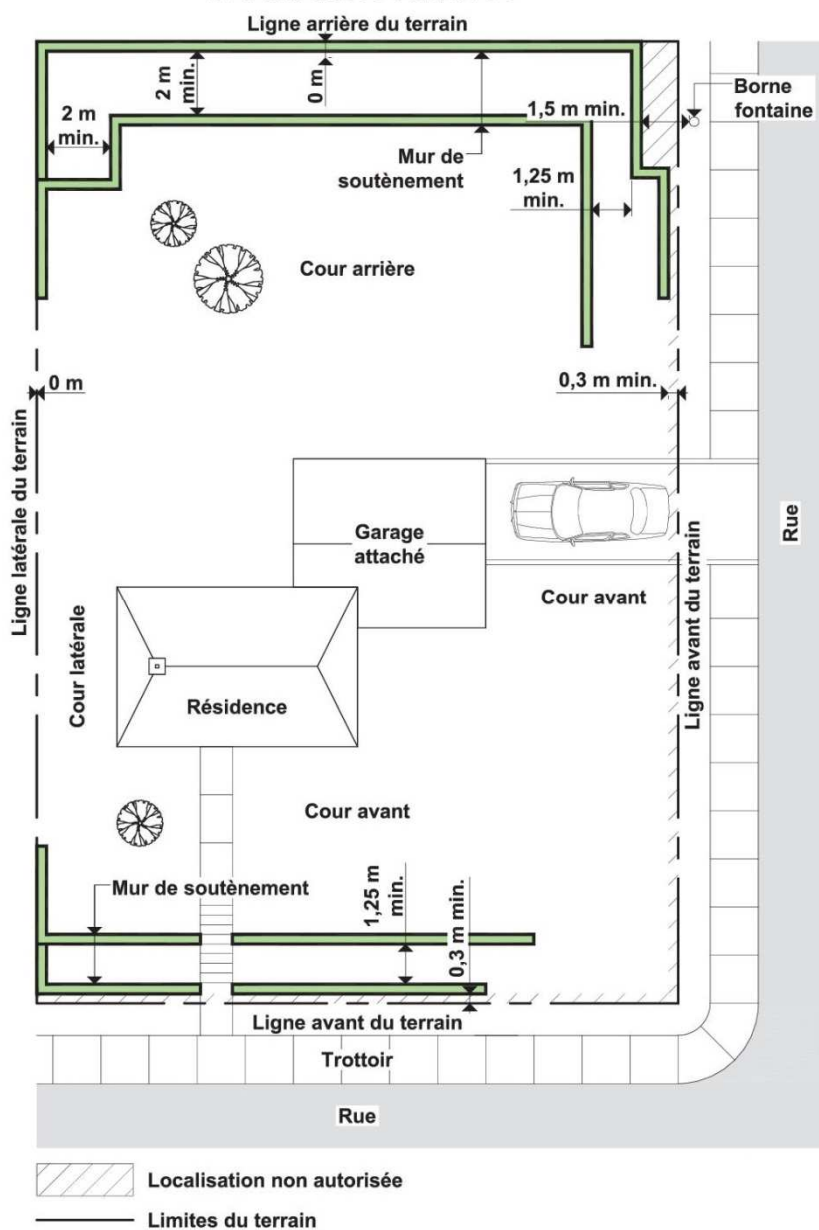 Ligne arrière du terrain
2 m
min.
2 m
min.
0 m
1,5 m min.
Borne
fontaine
Mur de
soutènement
1,25 m
min.
Cour arrière
0 m
0,3 m min.
Ligne latérale du terrain
Garage
attaché
Rue
Cour avant
Ligne avant du terrain
Cour latérale
Résidence
Cour avant
Mur de soutènement
1,25 m
min.
0,3 m min.
Ligne avant du terrain
Trottoir
Rue
Localisation non autorisée
Limites du terrain